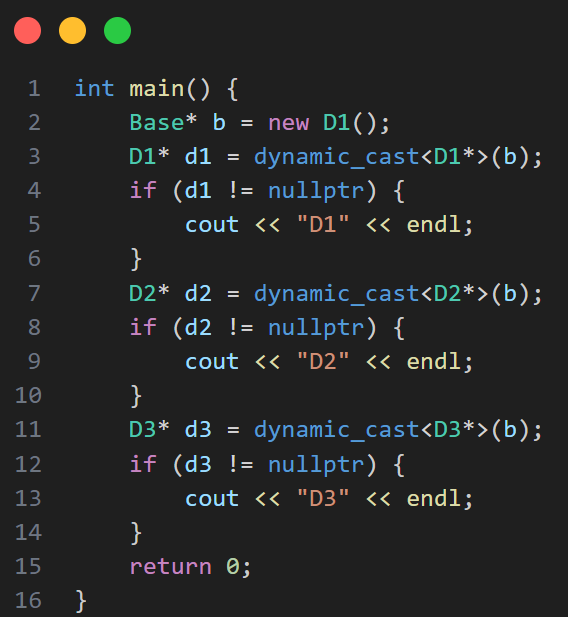 1 int main() {
2     Base* b = new D1();
3     D1* d1 = dynamic_cast<D1*>(b);
4     if (d1 != nullptr) {
5         cout << "D1" << endl;
6     }
7     D2* d2 = dynamic_cast<D2*>(b);
8     if (d2 != nullptr) {
9         cout << "D2" << endl;
10     }
11     D3* d3 = dynamic_cast<D3*>(b);
12     if (d3 != nullptr) {
13         cout << "D3" << endl;
14     }
15     return 0;
16 }